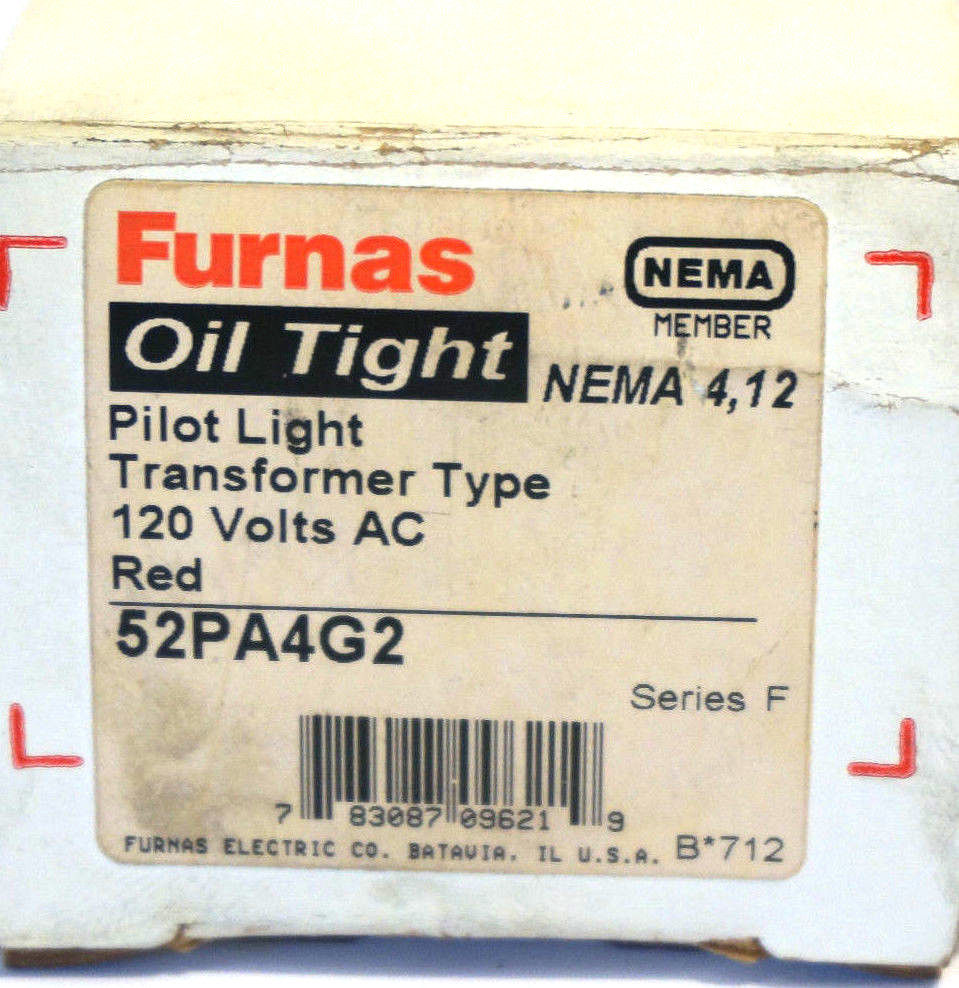 Furnas
NEMA
MEMBER
Oil Tight
NEMA 4,12
Pilot Light
Transformer Type
120 Volts AC
Red
52PA4G2
Series F
7 83087 09621 9
FURNAS ELECTRIC CO. BATAVIA, IL U.S.A. B*712